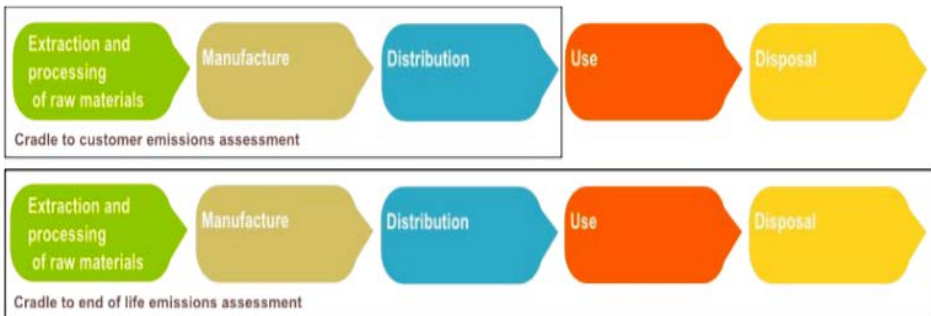 Extraction and
processing
of raw materials
Manufacture
Distribution
Use
Disposal
Cradle to customer emissions assessment
Extraction and
processing
of raw materials
Manufacture
Distribution
Use
Disposal
Cradle to end of life emissions assessment